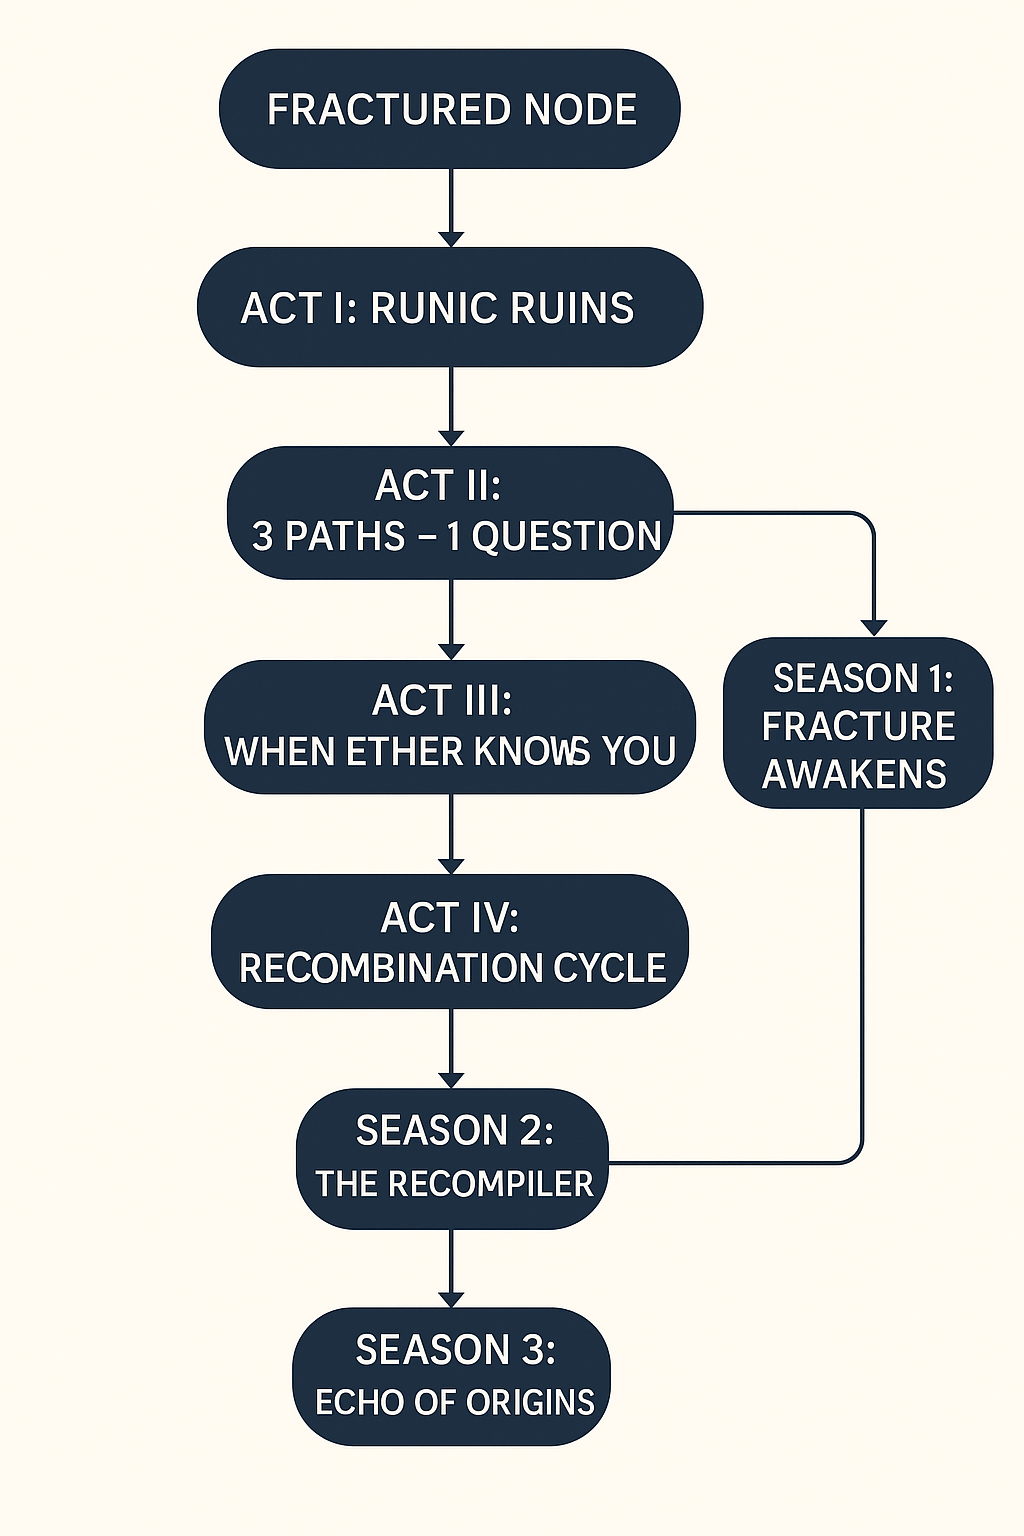 FRACTURED NODE
ACT I: RUNIC RUINS
ACT II:
3 PATHS – 1 QUESTION
SEASON 1:
FRACTURE
AWAKENS
ACT III:
WHEN ETHER KNOWS YOU
ACT IV:
RECOMBINATION CYCLE
SEASON 2:
THE RECOMPILER
SEASON 3:
ECHO OF ORIGINS